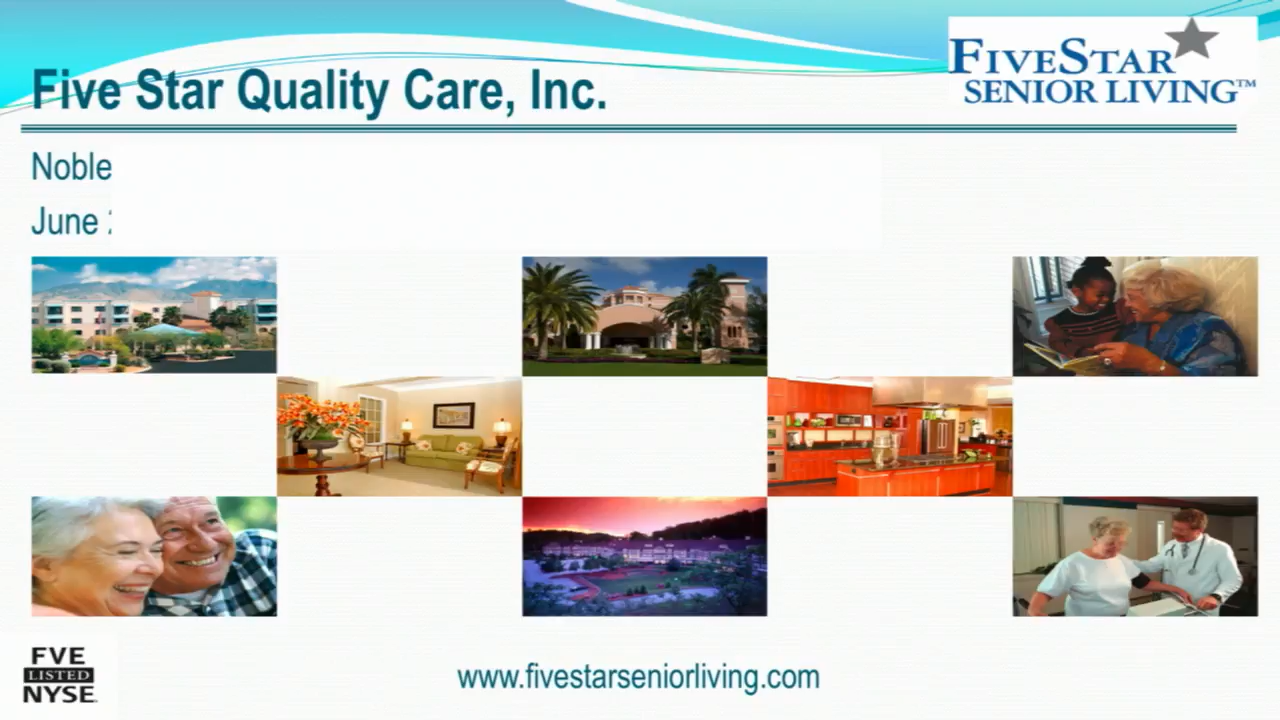 Five Star Quality Care, Inc.
FIVESTAR
SENIOR LIVING™
Noble
June
FVE
LISTED
NYSE
www.fivestarseniorliving.com